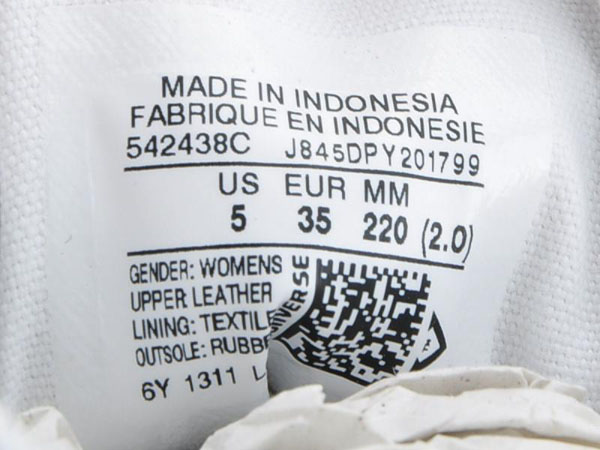 MADE IN INDONESIA
FABRIQUE EN INDONESIE
542438C J845DPY201799
US EUR MM
5 35 220 (2.0)
GENDER: WOMENS
UPPER LEATHER
LINING: TEXTILE
OUTSOLE: RUBBE
6Y 1311 L